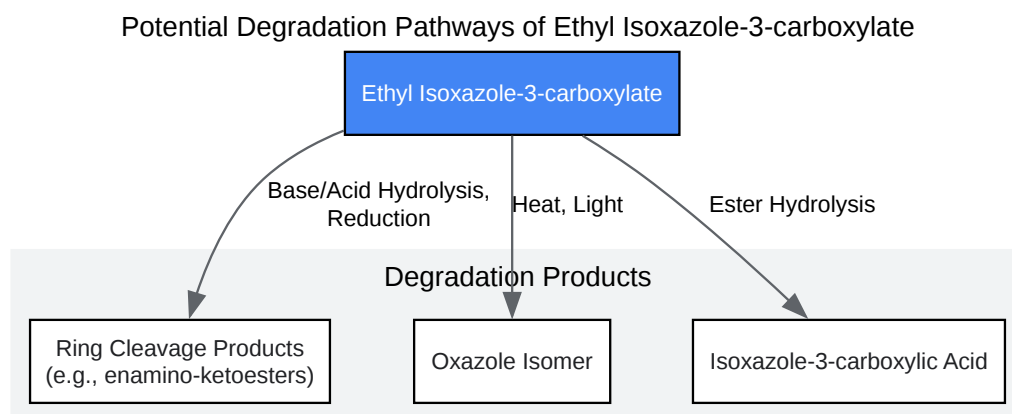 Potential Degradation Pathways of Ethyl Isoxazole-3-carboxylate
Ethyl Isoxazole-3-carboxylate
Base/Acid Hydrolysis,
Reduction
Heat, Light
Ester Hydrolysis
Degradation Products
Ring Cleavage Products
(e.g., enamino-ketoesters)
Oxazole Isomer
Isoxazole-3-carboxylic Acid